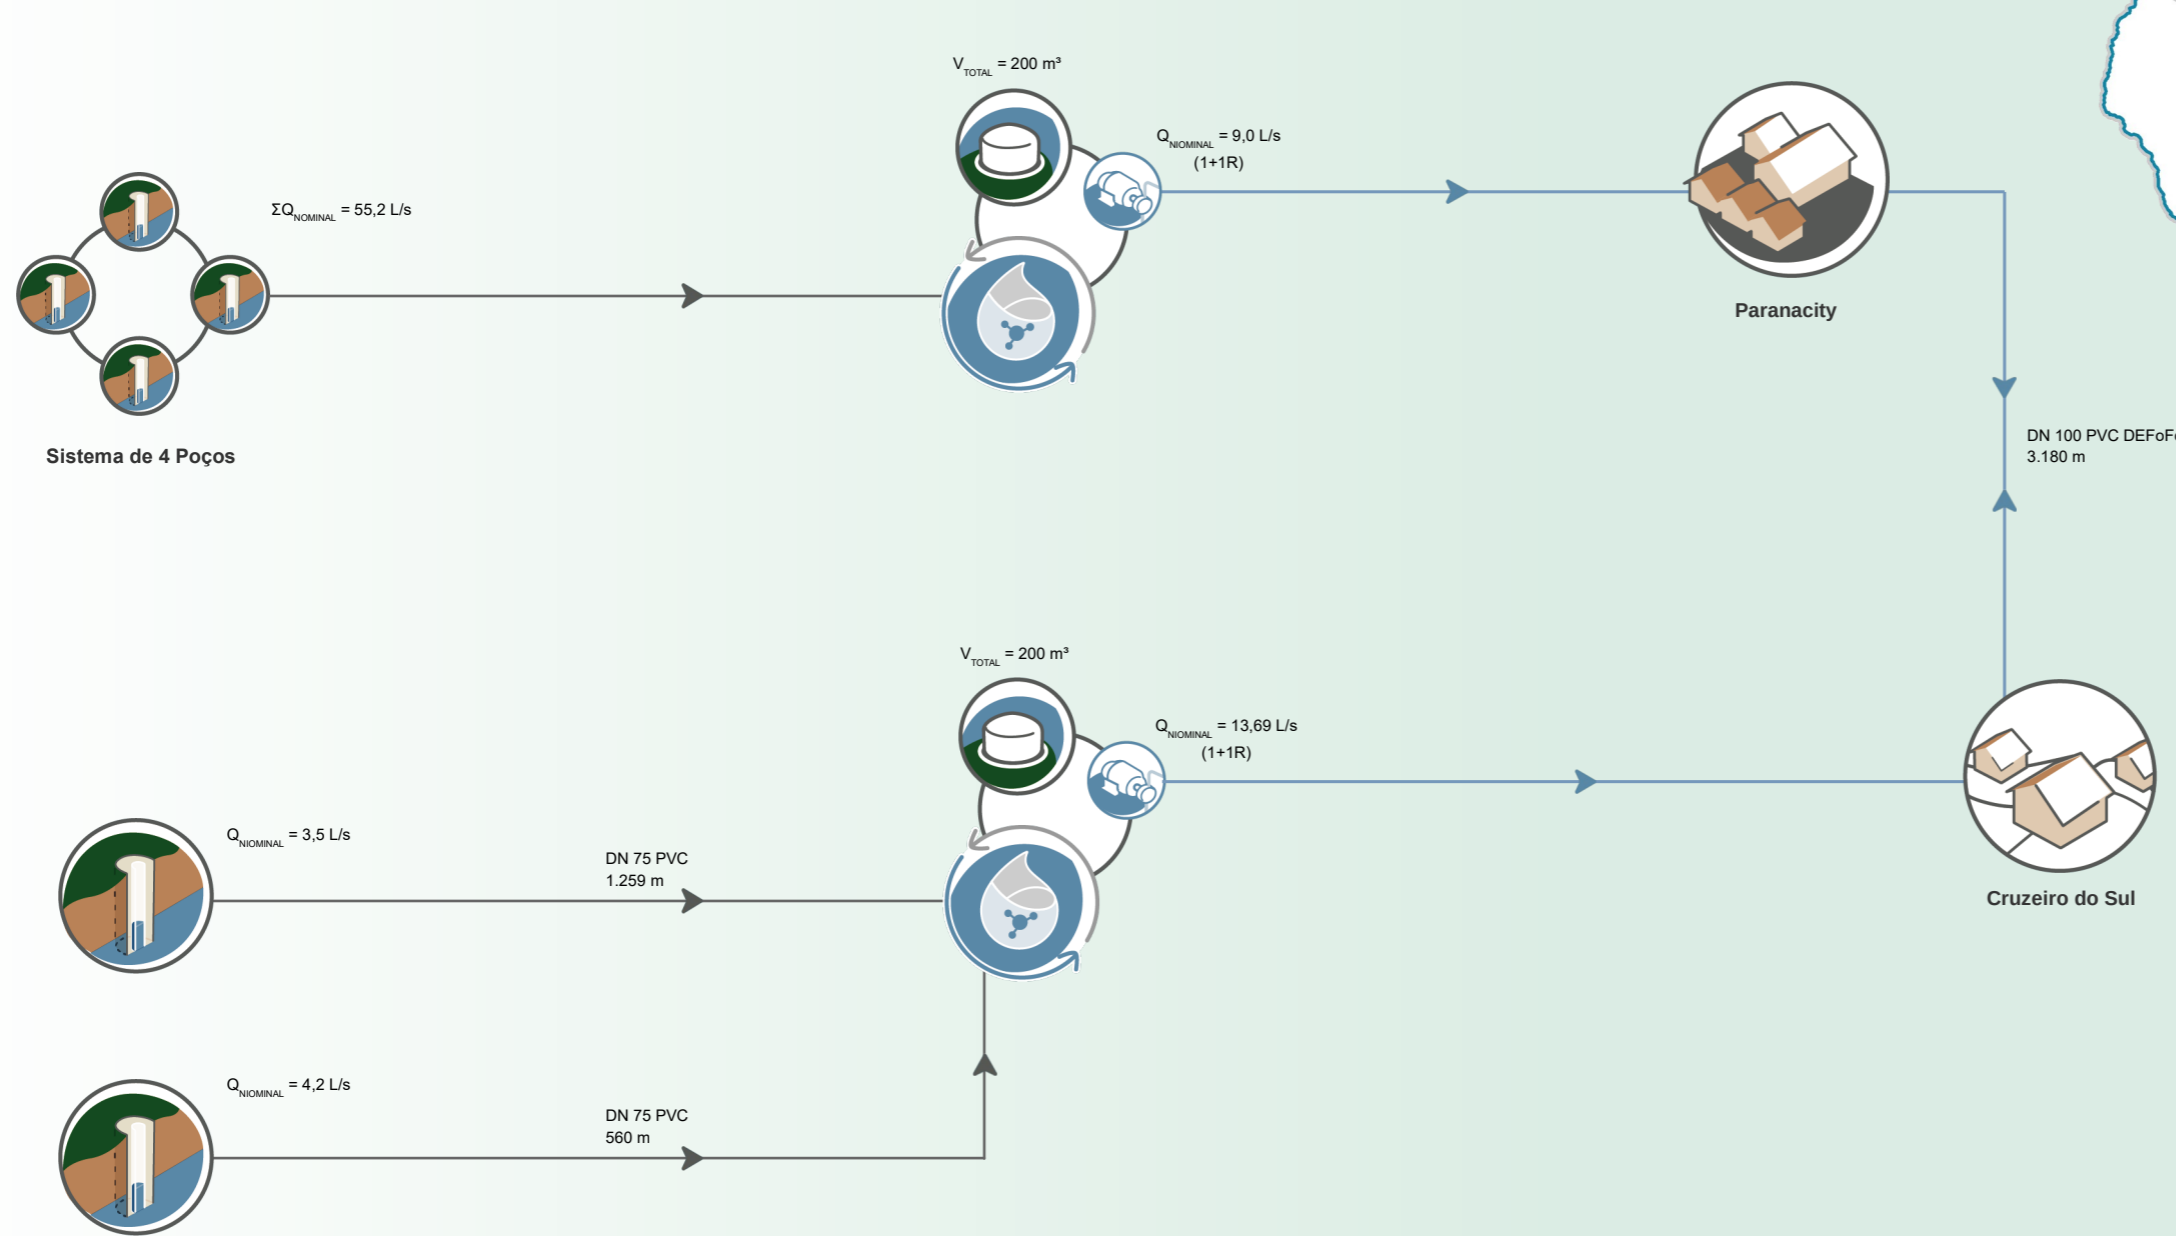 V TOTAL = 200 m³
Q NIOMINAL = 9,0 L/s
(1+1R)
ΣQ NOMINAL = 55,2 L/s
Paranacity
Sistema de 4 Poços
DN 100 PVC DEFoFo
3.180 m
V TOTAL = 200 m³
Q NIOMINAL = 13,69 L/s
(1+1R)
Q NIOMINAL = 3,5 L/s
DN 75 PVC
1.259 m
Cruzeiro do Sul
Q NIOMINAL = 4,2 L/s
DN 75 PVC
560 m